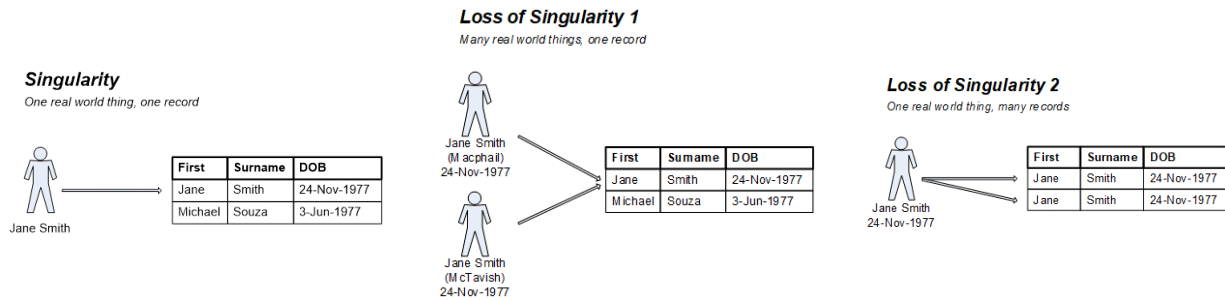 Singularity
One real world thing, one record
Jane Smith
First Surname DOB
Jane Smith 24-Nov-1977
Michael Souza 3-Jun-1977
Loss of Singularity 1
Many real world things, one record
Jane Smith
(Macphail)
24-Nov-1977
Jane Smith
(McTavish)
24-Nov-1977
First Surname DOB
Jane Smith 24-Nov-1977
Michael Souza 3-Jun-1977
Loss of Singularity 2
One real world thing, many records
Jane Smith
24-Nov-1977
First Surname DOB
Jane Smith 24-Nov-1977
Jane Smith 24-Nov-1977